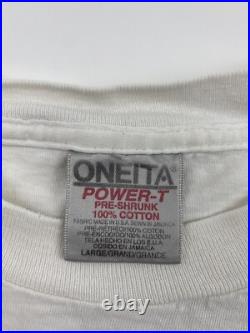 ONEITA
POWER-T
PRE-SHRUNK
100% COTTON
FABRIC MADE IN U.S.A. SEWN IN JAMAICA
PRE-RETRECI/100% COTON
PRE-ENCOGIDO/100% ALGODON
TELA HECHO EN LOS E.U.A.
COSIDO EN JAMAICA
LARGE/GRAND/GRANDE